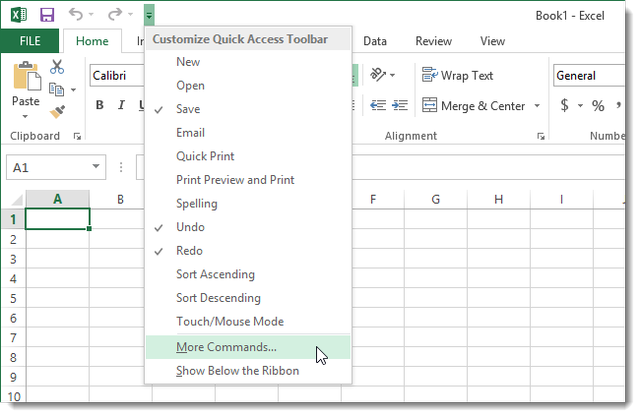 Book1 - Excel
FILE
Home
Data
Review
View
Customize Quick Access Toolbar
New
Open
Save
Email
Quick Print
Print Preview and Print
Spelling
Undo
Redo
Sort Ascending
Sort Descending
Touch/Mouse Mode
More Commands...
Show Below the Ribbon
Paste
Calibri
B I
Clipboard
Wrap Text
Merge & Center
Alignment
General
$ % ,
A1
A B F G H I
1
2
3
4
5
6
7
8
9
10